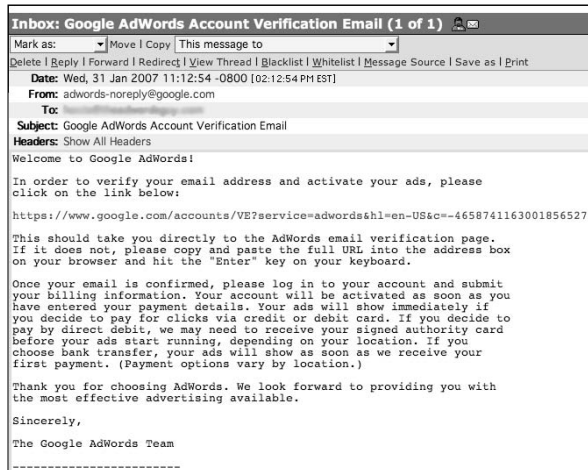 Inbox: Google AdWords Account Verification Email (1 of 1)
Mark as: Move | Copy This message to
Delete | Reply | Forward | Redirect | View Thread | Blacklist | Whitelist | Message Source | Save as | Print
Date: Wed, 31 Jan 2007 11:12:54 -0800 [02:12:54 PM EST]
From: adwords-noreply@google.com
To:
Subject: Google AdWords Account Verification Email
Headers: Show All Headers
Welcome to Google AdWords!
In order to verify your email address and activate your ads, please
click on the link below:
https://www.google.com/accounts/VE?service=adwords&hl=en-US&c=-4658741163001856527
This should take you directly to the AdWords email verification page.
If it does not, please copy and paste the full URL into the address box
on your browser and hit the "Enter" key on your keyboard.
Once your email is confirmed, please log in to your account and submit
your billing information. Your account will be activated as soon as you
have entered your payment details. Your ads will show immediately if
you decide to pay for clicks via credit or debit card. If you decide to
pay by direct debit, we may need to receive your signed authority card
before your ads start running, depending on your location. If you
choose bank transfer, your ads will show as soon as we receive your
first payment. (Payment options vary by location.)
Thank you for choosing AdWords. We look forward to providing you with
the most effective advertising available.
Sincerely,
The Google AdWords Team
-------------------------